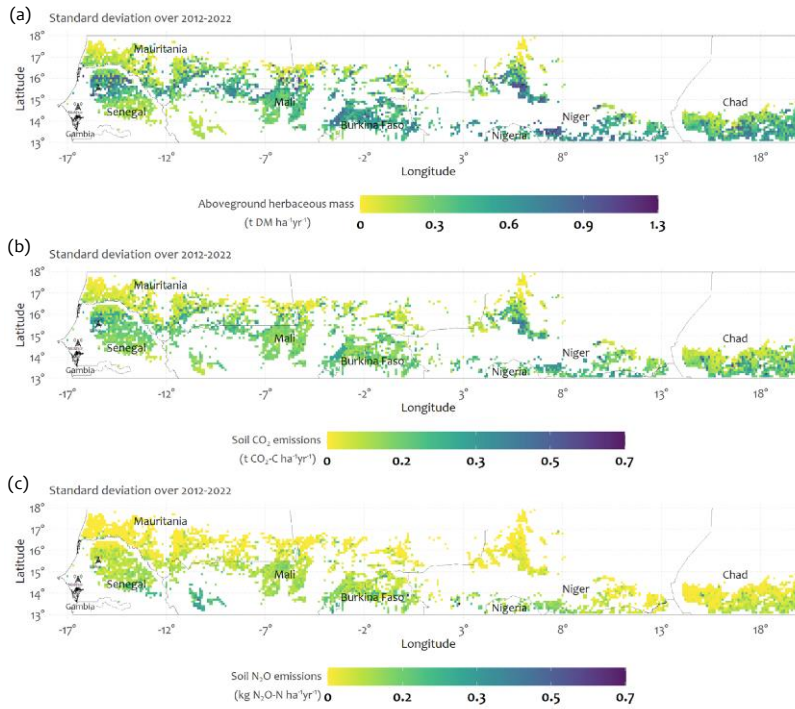 (a)
Standard deviation over 2012-2022
18°
17°
16°
15°
14°
13°
Latitude
Mauritania
Senegal
Gambia
Mali
Burkina Faso
Niger
Nigeria
Chad
-17° -12° -7° -2° 3° 8° 13° 18°
Longitude
Aboveground herbaceous mass
(t DM ha⁻¹yr⁻¹)
0 0.3 0.6 0.9 1.3
(b)
Standard deviation over 2012-2022
18°
17°
16°
15°
14°
13°
Latitude
Mauritania
Senegal
Gambia
Mali
Burkina Faso
Niger
Nigeria
Chad
-17° -12° -7° -2° 3° 8° 13° 18°
Longitude
Soil CO₂ emissions
(t CO₂-C ha⁻¹yr⁻¹)
0 0.2 0.3 0.5 0.7
(c)
Standard deviation over 2012-2022
18°
17°
16°
15°
14°
13°
Latitude
Mauritania
Senegal
Gambia
Mali
Burkina Faso
Niger
Nigeria
Chad
-17° -12° -7° -2° 3° 8° 13° 18°
Longitude
Soil N₂O emissions
(kg N₂O-N ha⁻¹yr⁻¹)
0 0.2 0.3 0.5 0.7